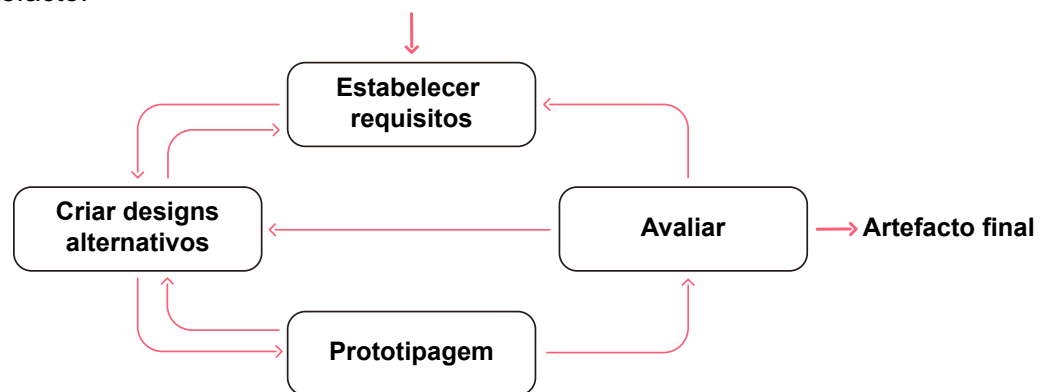 Estabelecer
requisitos
Criar designs
alternativos
Avaliar
Artefacto final
Prototipagem